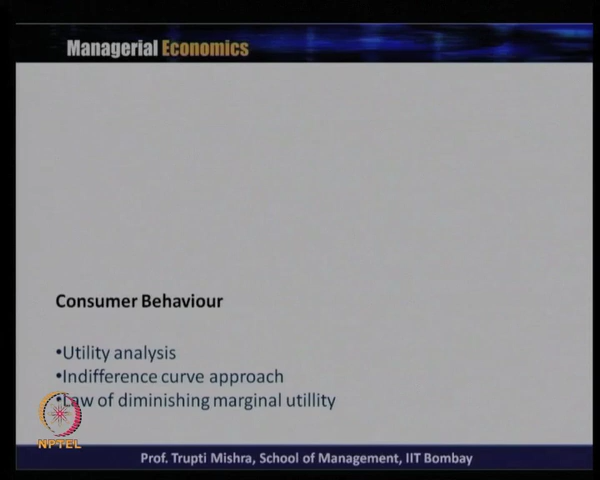 Managerial Economics
Consumer Behaviour
•Utility analysis
•Indifference curve approach
•Law of diminishing marginal utillity
NPTEL
Prof. Trupti Mishra, School of Management, IIT Bombay